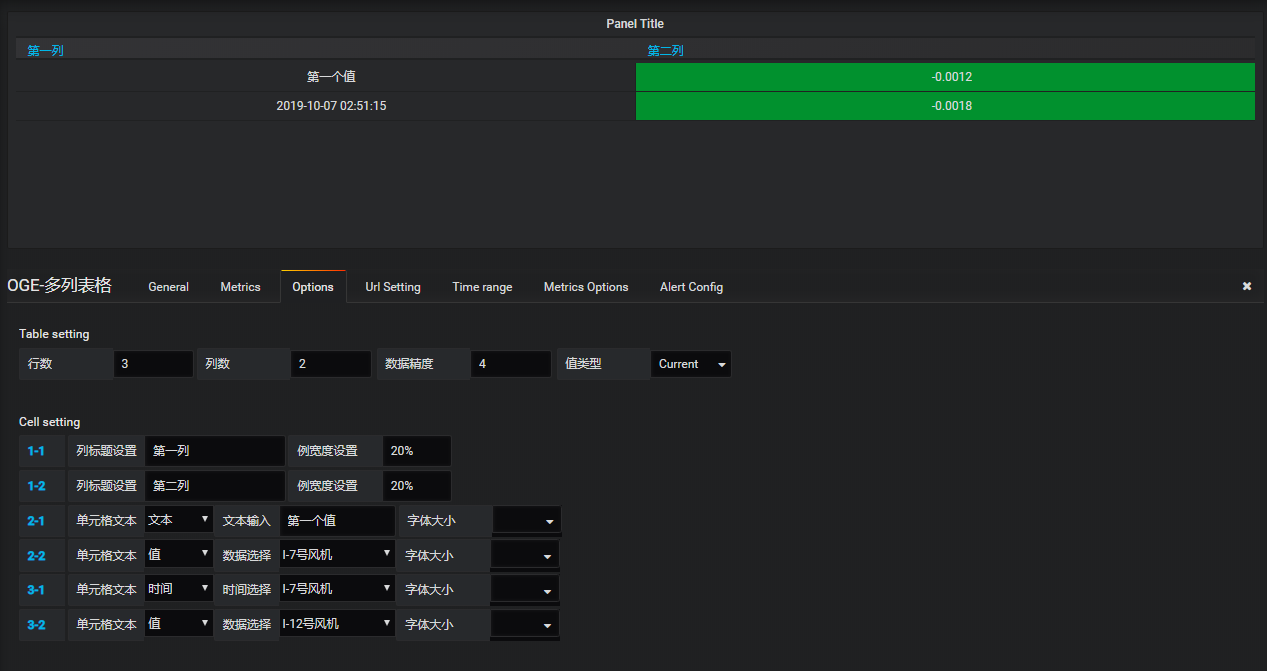 Panel Title
第一列 第二列
第一个值 -0.0012
2019-10-07 02:51:15 -0.0018
OGE-多列表格 General Metrics Options Url Setting Time range Metrics Options Alert Config ×
Table setting
行数 3 列数 2 数据精度 4 值类型 Current
Cell setting
1-1 列标题设置 第一列 例宽度设置 20%
1-2 列标题设置 第二列 例宽度设置 20%
2-1 单元格文本 文本 文本输入 第一个值 字体大小
2-2 单元格文本 值 数据选择 I-7号风机 字体大小
3-1 单元格文本 时间 时间选择 I-7号风机 字体大小
3-2 单元格文本 值 数据选择 I-12号风机 字体大小